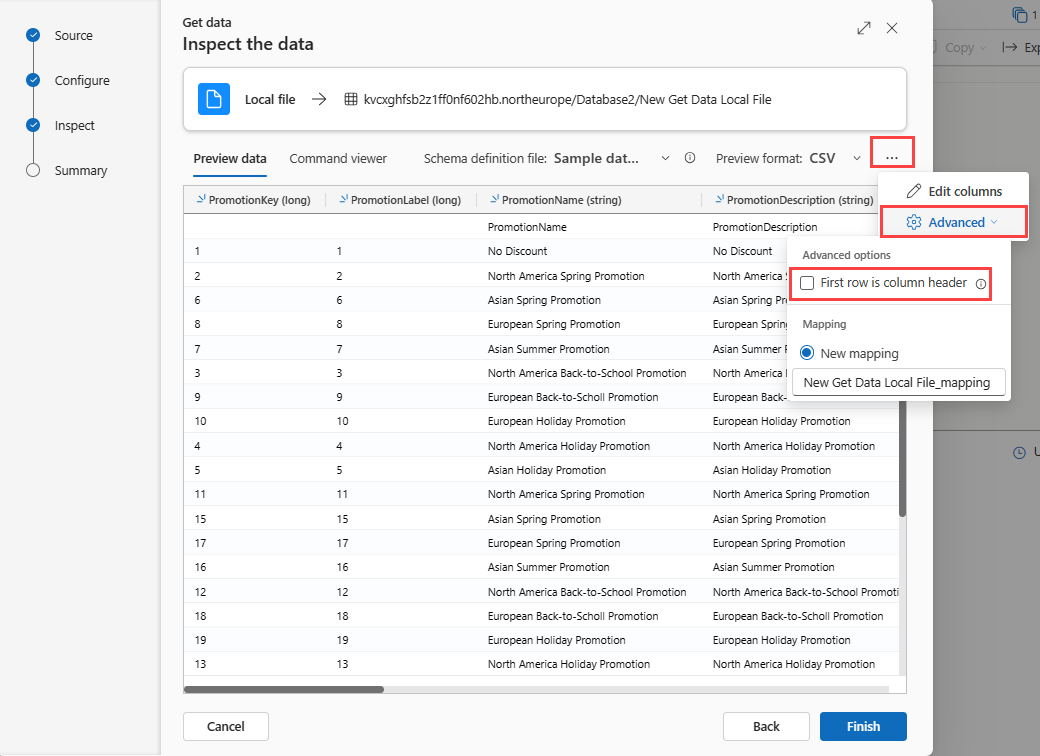 Source
Configure
Inspect
Summary
Get data
Inspect the data
Local file
kvcxghfsb2z1ff0nf602hb.northeurope/Database2/New Get Data Local File
Preview data Command viewer Schema definition file: Sample dat... Preview format: CSV ...
PromotionKey (long) PromotionLabel (long) PromotionName (string) PromotionDescription (string)
PromotionName PromotionDescription
1 1 No Discount No Discount
2 2 North America Spring Promotion North America
6 6 Asian Spring Promotion Asian Spring
8 8 European Spring Promotion European Spring
7 7 Asian Summer Promotion Asian Summer
3 3 North America Back-to-School Promotion North America
9 9 European Back-to-Scholl Promotion European Back-
10 10 European Holiday Promotion European Holiday Promotion
4 4 North America Holiday Promotion North America Holiday Promotion
5 5 Asian Holiday Promotion Asian Holiday Promotion
11 11 North America Spring Promotion North America Spring Promotion
15 15 Asian Spring Promotion Asian Spring Promotion
17 17 European Spring Promotion European Spring Promotion
16 16 Asian Summer Promotion Asian Summer Promotion
12 12 North America Back-to-School Promotion North America Back-to-School Promoti
18 18 European Back-to-Scholl Promotion European Back-to-Scholl Promotion
19 19 European Holiday Promotion European Holiday Promotion
13 13 North America Holiday Promotion North America Holiday Promotion
Cancel Back Finish
Edit columns
Advanced
Advanced options
First row is column header
Mapping
New mapping
New Get Data Local File_mapping
1
Copy Exp
U